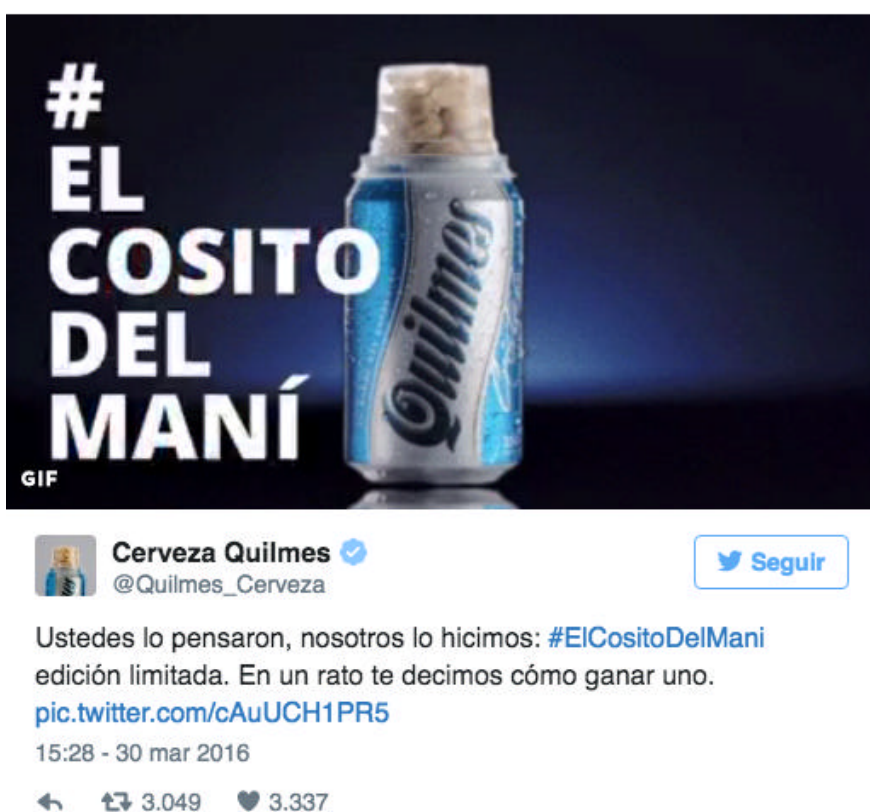 #
EL
COSITO
DEL
MANÍ
Quilmes
GIF
Cerveza Quilmes
@Quilmes_Cerveza
Seguir
Ustedes lo pensaron, nosotros lo hicimos: #ElCositoDelMani
edición limitada. En un rato te decimos cómo ganar uno.
pic.twitter.com/cAuUCH1PR5
15:28 - 30 mar 2016
3.049 3.337